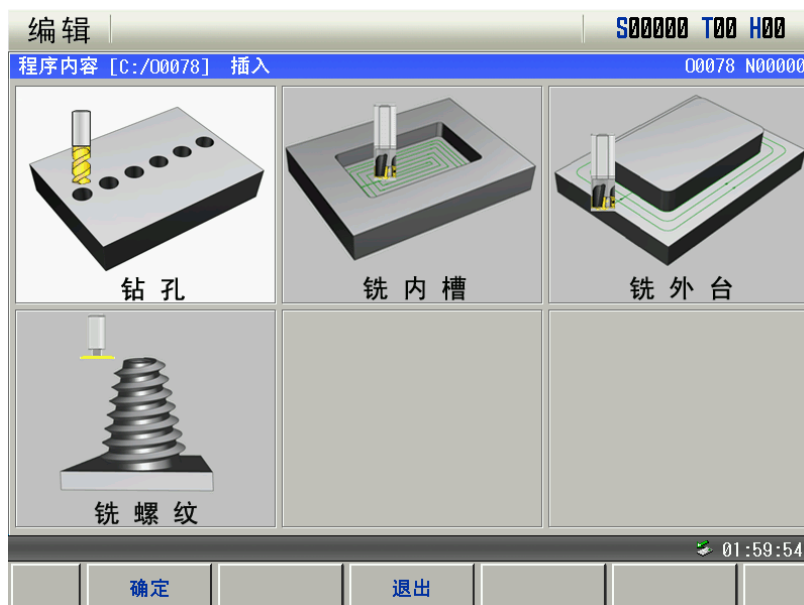 编辑 S00000 T00 H00
程序内容 [C:/O0078] 插入 O0078 N00000
钻孔 铣内槽 铣外台
铣螺纹
01:59:54
确定 退出